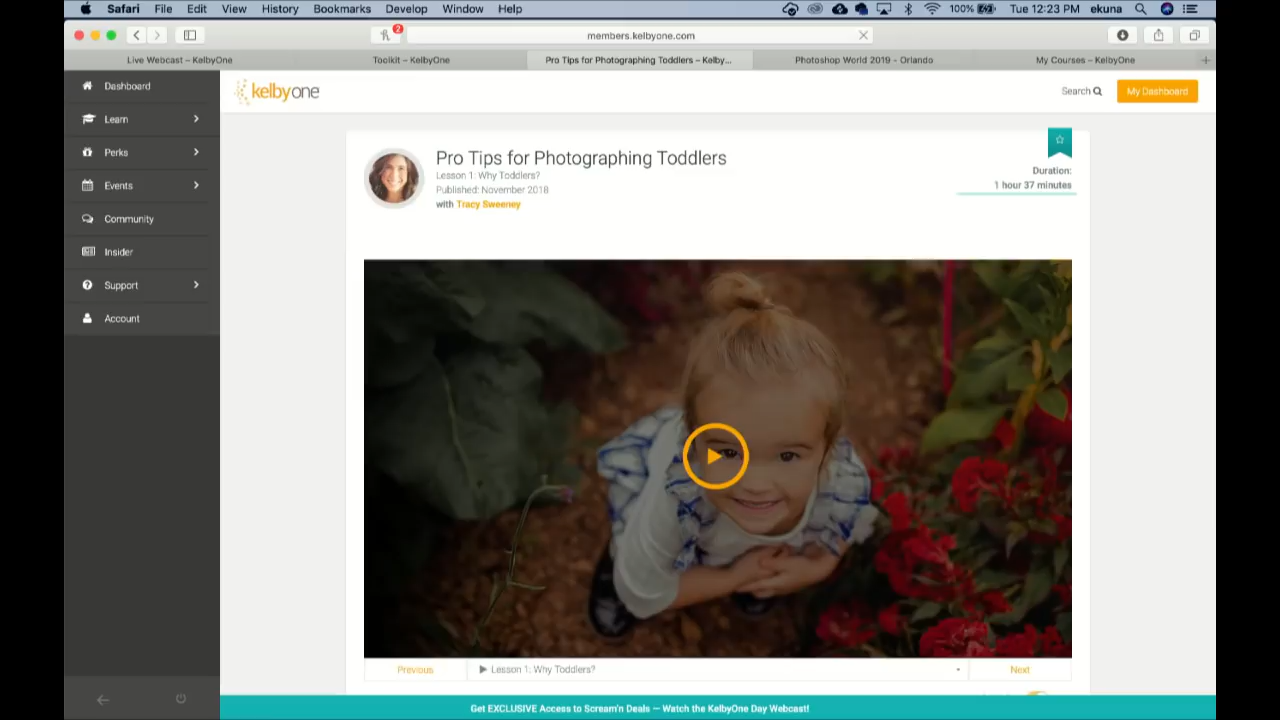 Safari File Edit View History Bookmarks Develop Window Help 100% Tue 12:23 PM ekuna
2
members.kelbyone.com
Live Webcast – KelbyOne
Toolkit – KelbyOne
Pro Tips for Photographing Toddlers – Kelby...
Photoshop World 2019 - Orlando
My Courses – KelbyOne
Dashboard
Learn
Perks
Events
Community
Insider
Support
Account
kelbyone
Search
My Dashboard
Pro Tips for Photographing Toddlers
Lesson 1: Why Toddlers?
Published: November 2018
with Tracy Sweeney
Duration:
1 hour 37 minutes
Previous
Lesson 1: Why Toddlers?
Next
Get EXCLUSIVE Access to Scream'n Deals — Watch the KelbyOne Day Webcast!